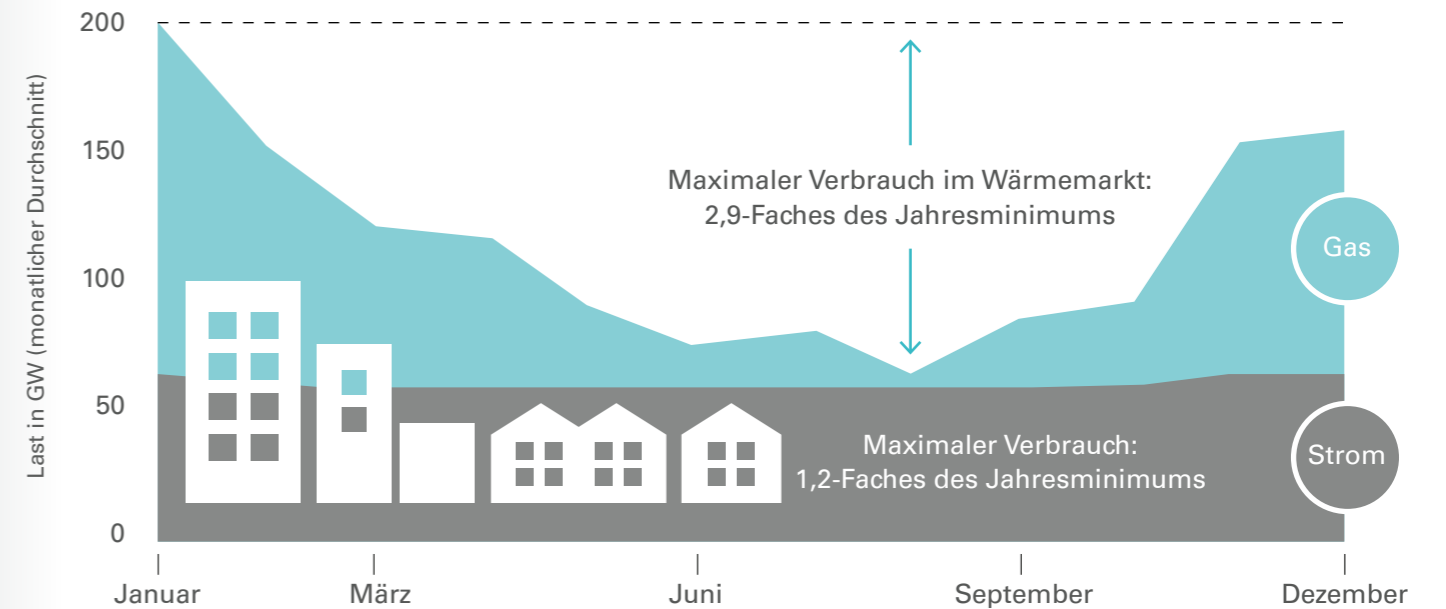 Last in GW (monatlicher Durchschnitt)
200
150
100
50
0
Maximaler Verbrauch im Wärmemarkt:
2,9-Faches des Jahresminimums
Gas
Maximaler Verbrauch:
1,2-Faches des Jahresminimums
Strom
Januar März Juni September Dezember